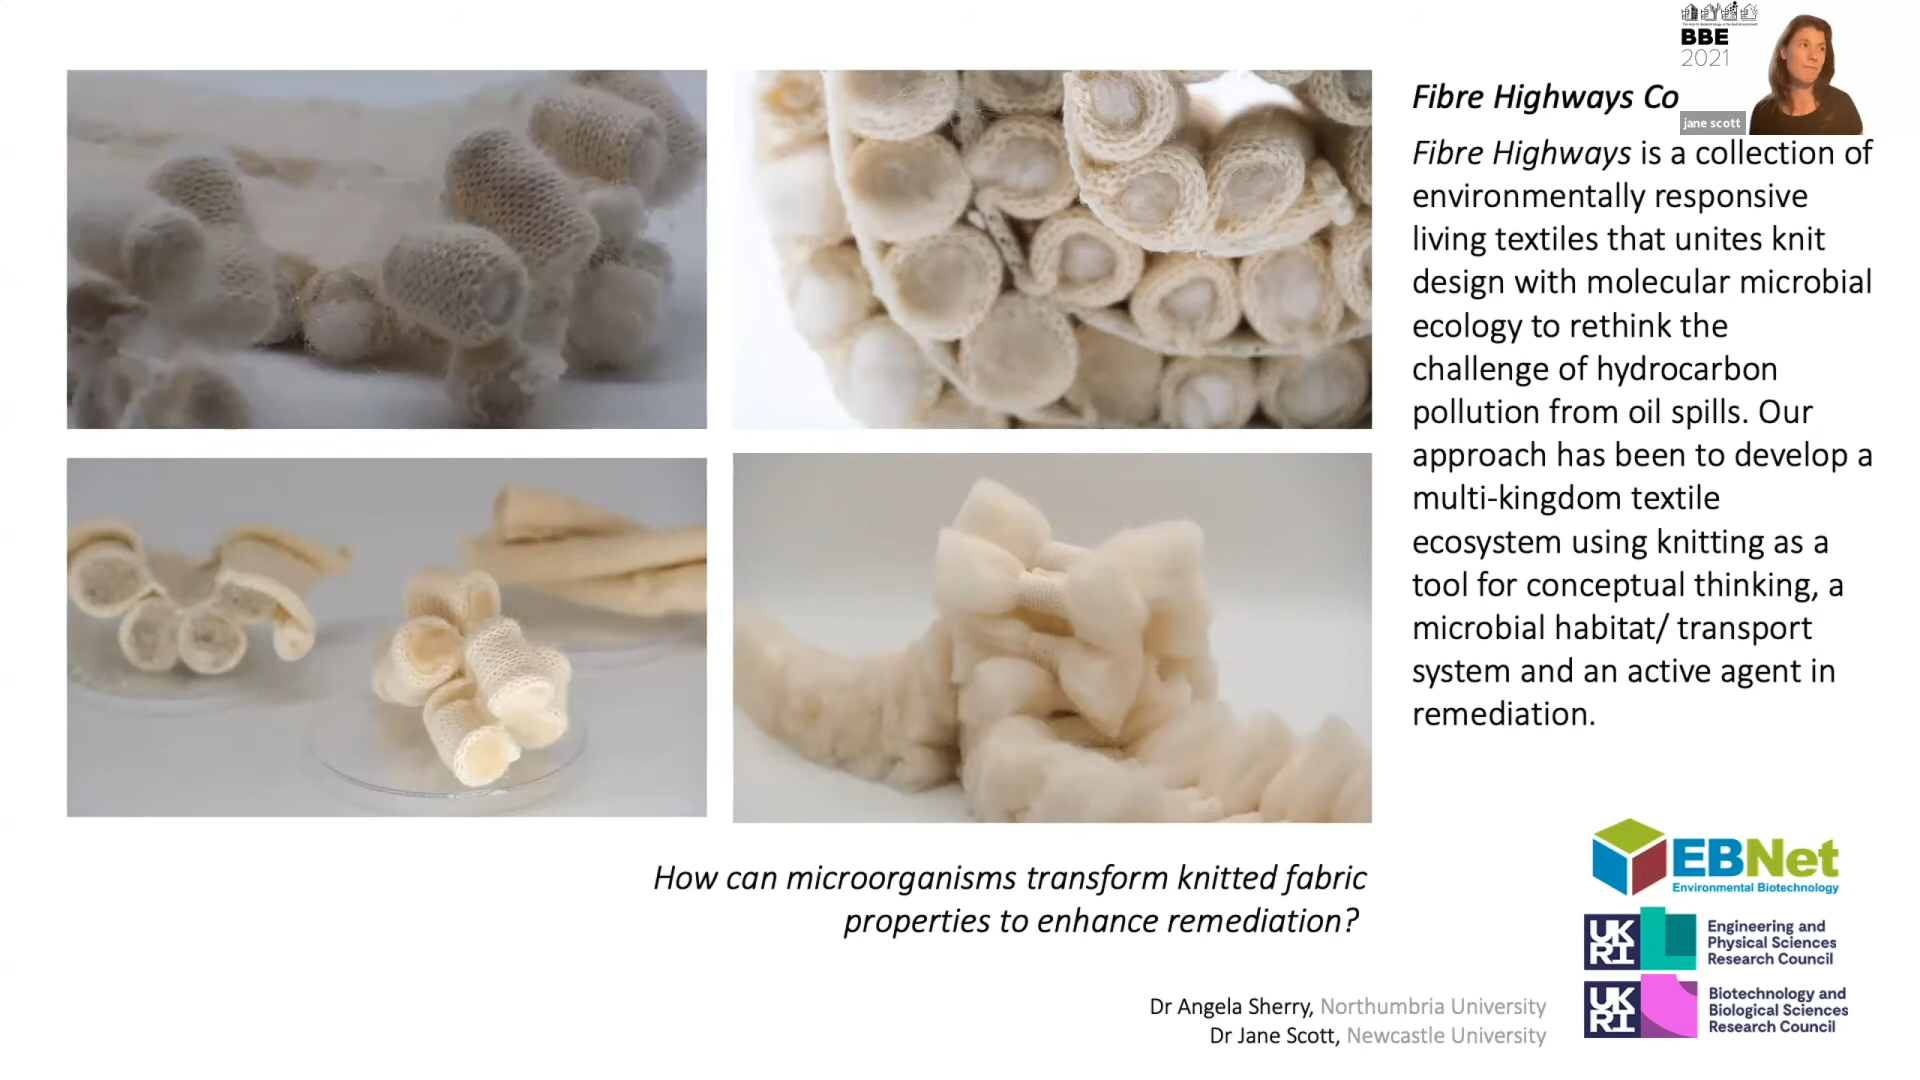 BBE
2021
jane scott
Fibre Highways Co
Fibre Highways is a collection of
environmentally responsive
living textiles that unites knit
design with molecular microbial
ecology to rethink the
challenge of hydrocarbon
pollution from oil spills. Our
approach has been to develop a
multi-kingdom textile
ecosystem using knitting as a
tool for conceptual thinking, a
microbial habitat/ transport
system and an active agent in
remediation.
How can microorganisms transform knitted fabric
properties to enhance remediation?
EBNet
Environmental Biotechnology
UKRI
Engineering and
Physical Sciences
Research Council
UKRI
Biotechnology and
Biological Sciences
Research Council
Dr Angela Sherry, Northumbria University
Dr Jane Scott, Newcastle University